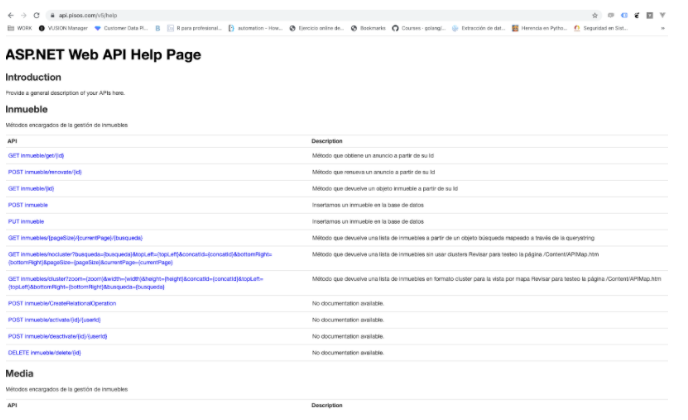 api.pisos.com/v6/help
WORK VUSION Manager Customer Data Pl... R para profesional... automation - How... Ejercicos online de... Bookmarks Courses - golangl... Extracción de dat... Herencia en Pytho... Seguridad en Sist...
ASP.NET Web API Help Page
Introduction
Provide a general description of your APIs here.
Inmueble
Métodos encargados de la gestión de inmuebles
API Description
GET inmueble/get/{id} Método que obtiene un anuncio a partir de su Id
POST inmueble/renovate/{id} Método que renueva un anuncio a partir de su Id
GET inmueble/{id} Método que devuelve un objeto inmueble a partir de su Id
POST inmueble Insertamos un inmueble en la base de datos
PUT inmueble Insertamos un inmueble en la base de datos
GET inmuebles/{pageSize}/{currentPage}/{busqueda} Método que devuelve una lista de inmuebles a partir de un objeto búsqueda mapeado a través de la querystring
GET inmuebles/nocluster?busqueda={busqueda}&topLeft={topLeft}&concatId={concatId}&bottomRight= Método que devuelve una lista de inmuebles sin usar clusters Revisar para testeo la página /Content/APIMap.htm
{bottomRight}&pageSize={pageSize}&currentPage={currentPage}
GET inmuebles/cluster?zoom={zoom}&width={width}&height={height}&concatid={concatid}&topLeft= Método que devuelve una lista de inmuebles en formato cluster para la vista por mapa Revisar para testeo la página /Content/APIMap.htm
{topLeft}&bottomRight={bottomRight}&busqueda={busqueda}
POST inmueble/CreateRelationalOperation No documentation available.
POST inmueble/activate/{id}/{userId} No documentation available.
POST inmueble/deactivate/{id}/{userId} No documentation available.
DELETE inmueble/delete/{id} No documentation available.
Media
Métodos encargados de la gestión de inmuebles
API Description